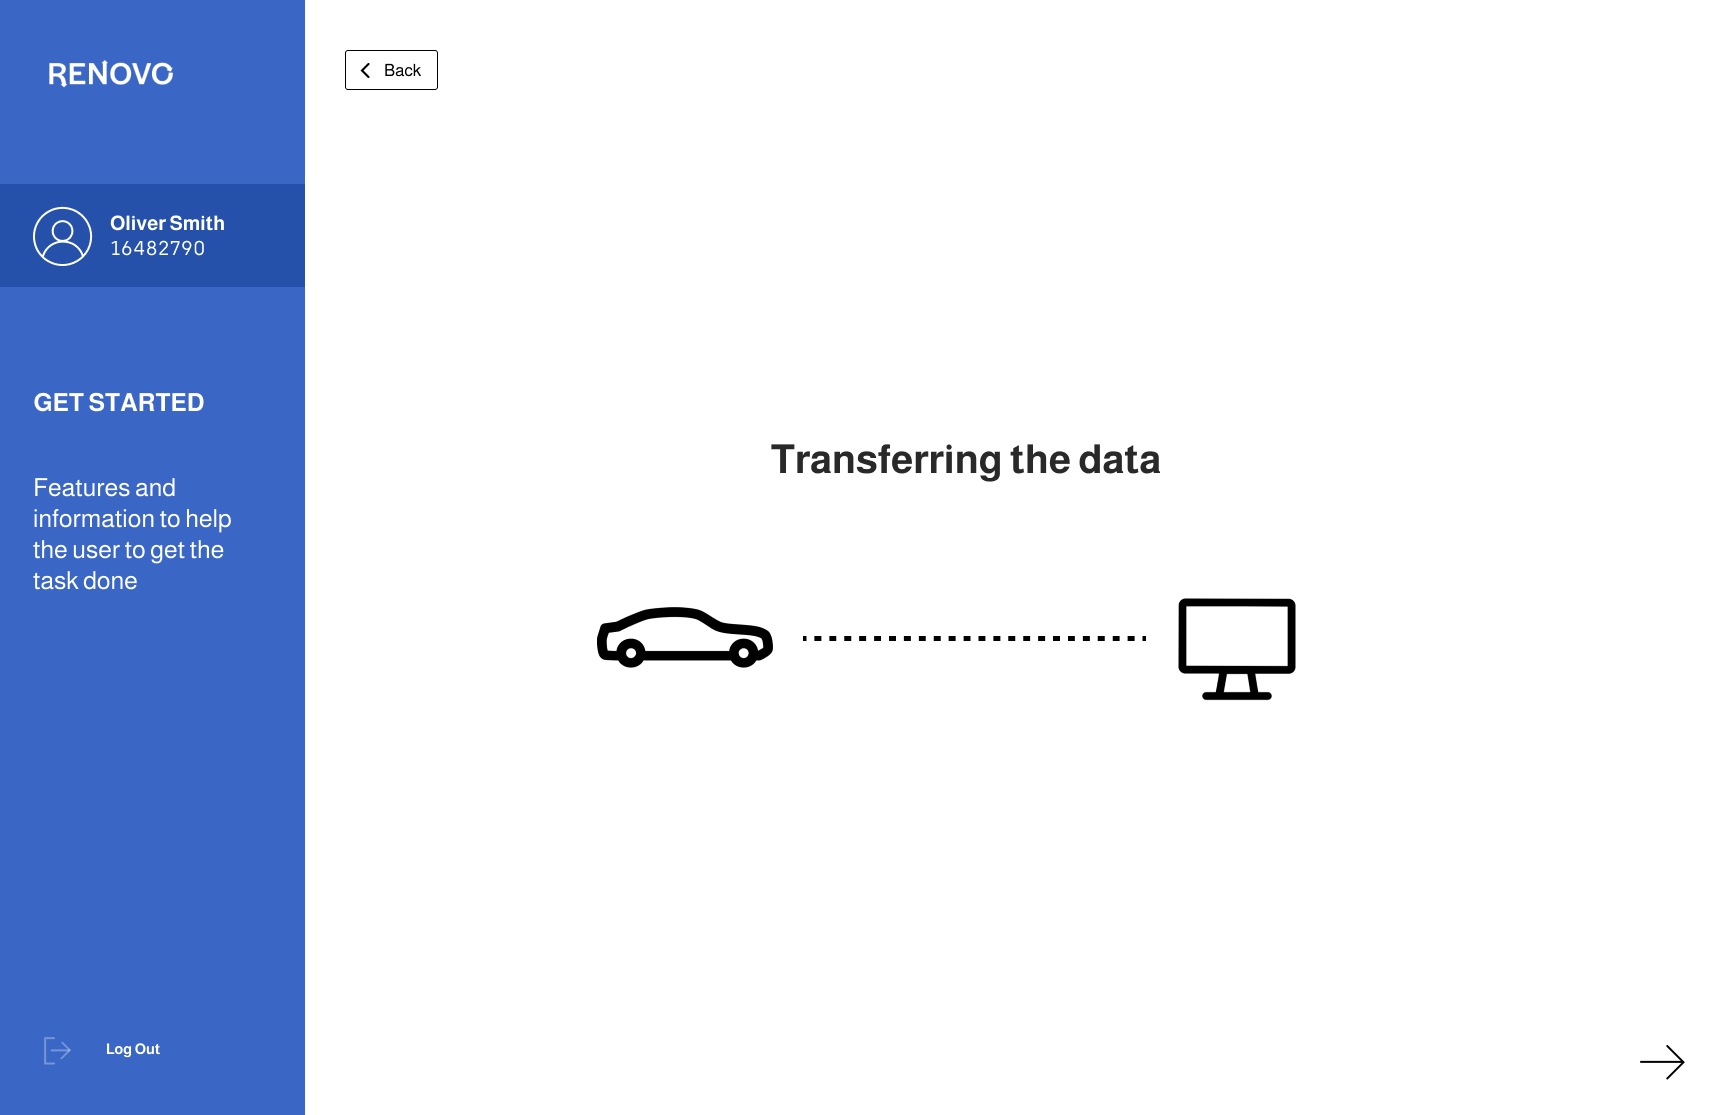 RENOVO
Back
Oliver Smith
16482790
GET STARTED
Features and
information to help
the user to get the
task done
Transferring the data
Log Out